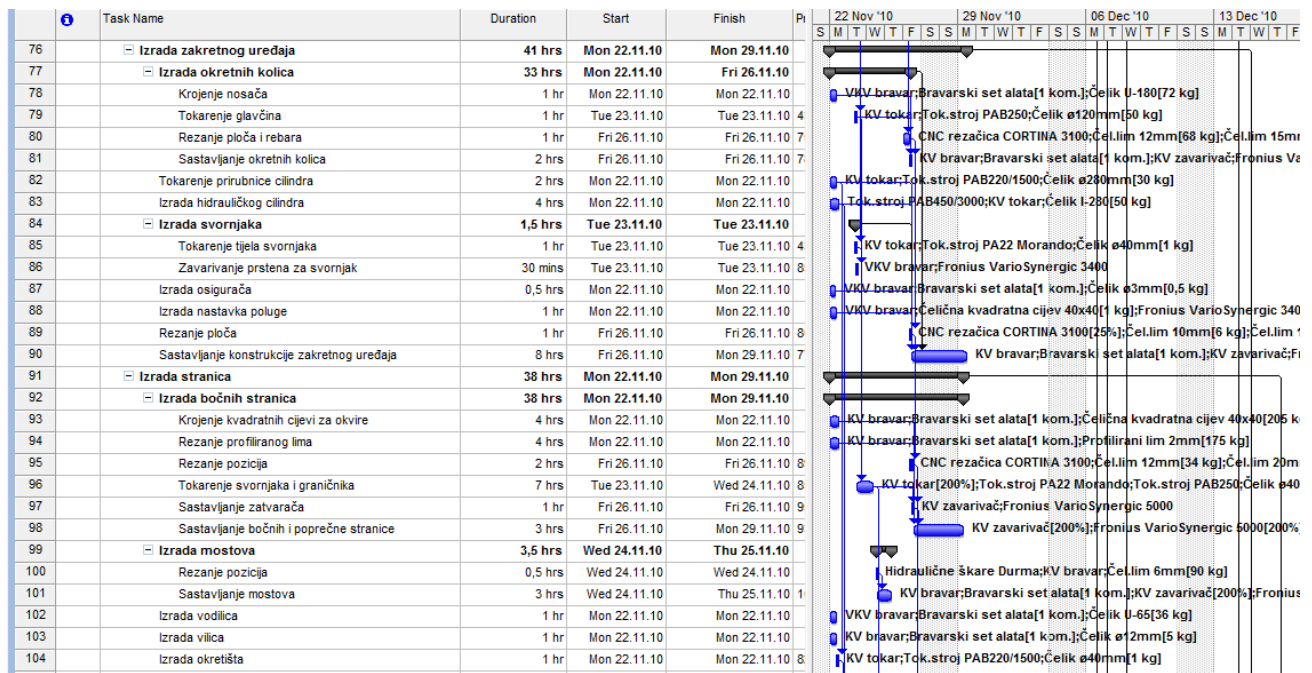 Task Name Duration Start Finish 22 Nov '10 29 Nov '10 06 Dec '10 13 Dec '10
S M T W T F S S M T W T F S S M T W T F S S M T W T F
76 Izrada zakretnog uređaja 41 hrs Mon 22.11.10 Mon 29.11.10
77 Izrada okretnih kolica 33 hrs Mon 22.11.10 Fri 26.11.10
78 Krojenje nosača 1 hr Mon 22.11.10 Mon 22.11.10 VKV bravar;Bravarski set alata[1 kom.];Čelik U-180[72 kg]
79 Tokarenje glavčina 1 hr Tue 23.11.10 Tue 23.11.10 KV tokar;Tok.stroj PAB250;Čelik ø120mm[50 kg]
80 Rezanje ploča i rebara 1 hr Fri 26.11.10 Fri 26.11.10 CNC rezačica CORTINA 3100;Čel.lim 12mm[68 kg];Čel.lim 15mm
81 Sastavljanje okretnih kolica 2 hrs Fri 26.11.10 Fri 26.11.10 KV bravar;Bravarski set alata[1 kom.];KV zavarivač;Fronius Va
82 Tokarenje prirubnice cilindra 2 hrs Mon 22.11.10 Mon 22.11.10 KV tokar;Tok.stroj PAB220/1500;Čelik ø280mm[30 kg]
83 Izrada hidrauličkog cilindra 4 hrs Mon 22.11.10 Mon 22.11.10 Tok.stroj PAB450/3000;KV tokar;Čelik I-280[50 kg]
84 Izrada svornjaka 1,5 hrs Tue 23.11.10 Tue 23.11.10
85 Tokarenje tijela svornjaka 1 hr Tue 23.11.10 Tue 23.11.10 KV tokar;Tok.stroj PA22 Morando;Čelik ø40mm[1 kg]
86 Zavarivanje prstena za svornjak 30 mins Tue 23.11.10 Tue 23.11.10 VKV bravar;Fronius VarioSynergic 3400
87 Izrada osigurača 0,5 hrs Mon 22.11.10 Mon 22.11.10 VKV bravar;Bravarski set alata[1 kom.];Čelik ø3mm[0,5 kg]
88 Izrada nastavka poluge 1 hr Mon 22.11.10 Mon 22.11.10 VKV bravar;Čelična kvadratna cijev 40x40[1 kg];Fronius VarioSynergic 340
89 Rezanje ploča 1 hr Fri 26.11.10 Fri 26.11.10 CNC rezačica CORTINA 3100[25%];Čel.lim 10mm[6 kg];Čel.lim 1
90 Sastavljanje konstrukcije zakretnog uređaja 8 hrs Fri 26.11.10 Mon 29.11.10 KV bravar;Bravarski set alata[1 kom.];KV zavarivač;F
91 Izrada stranica 38 hrs Mon 22.11.10 Mon 29.11.10
92 Izrada bočnih stranica 38 hrs Mon 22.11.10 Mon 29.11.10
93 Krojenje kvadratnih cijevi za okvire 4 hrs Mon 22.11.10 Mon 22.11.10 KV bravar;Bravarski set alata[1 kom.];Čelična kvadratna cijev 40x40[205 k
94 Rezanje profiliranog lima 4 hrs Mon 22.11.10 Mon 22.11.10 KV bravar;Bravarski set alata[1 kom.];Profilirani lim 2mm[175 kg]
95 Rezanje pozicija 2 hrs Fri 26.11.10 Fri 26.11.10 CNC rezačica CORTINA 3100;Čel.lim 12mm[34 kg];Čel.lim 20m
96 Tokarenje svornjaka i graničnika 7 hrs Tue 23.11.10 Wed 24.11.10 KV tokar[200%];Tok.stroj PA22 Morando;Tok.stroj PAB250;Čelik ø40
97 Sastavljanje zatvarača 1 hr Fri 26.11.10 Fri 26.11.10 KV zavarivač;Fronius VarioSynergic 5000
98 Sastavljanje bočnih i poprečne stranice 3 hrs Fri 26.11.10 Mon 29.11.10 KV zavarivač[200%];Fronius VarioSynergic 5000[200%]
99 Izrada mostova 3,5 hrs Wed 24.11.10 Thu 25.11.10
100 Rezanje pozicija 0,5 hrs Wed 24.11.10 Wed 24.11.10 Hidraulične škare Durma;KV bravar;Čel.lim 6mm[90 kg]
101 Sastavljanje mostova 3 hrs Wed 24.11.10 Thu 25.11.10 KV bravar;Bravarski set alata[1 kom.];KV zavarivač[200%];Fronius
102 Izrada vodilica 1 hr Mon 22.11.10 Mon 22.11.10 VKV bravar;Bravarski set alata[1 kom.];Čelik U-65[36 kg]
103 Izrada vilica 1 hr Mon 22.11.10 Mon 22.11.10 KV bravar;Bravarski set alata[1 kom.];Čelik ø12mm[5 kg]
104 Izrada okretišta 1 hr Mon 22.11.10 Mon 22.11.10 KV tokar;Tok.stroj PAB220/1500;Čelik ø40mm[1 kg]